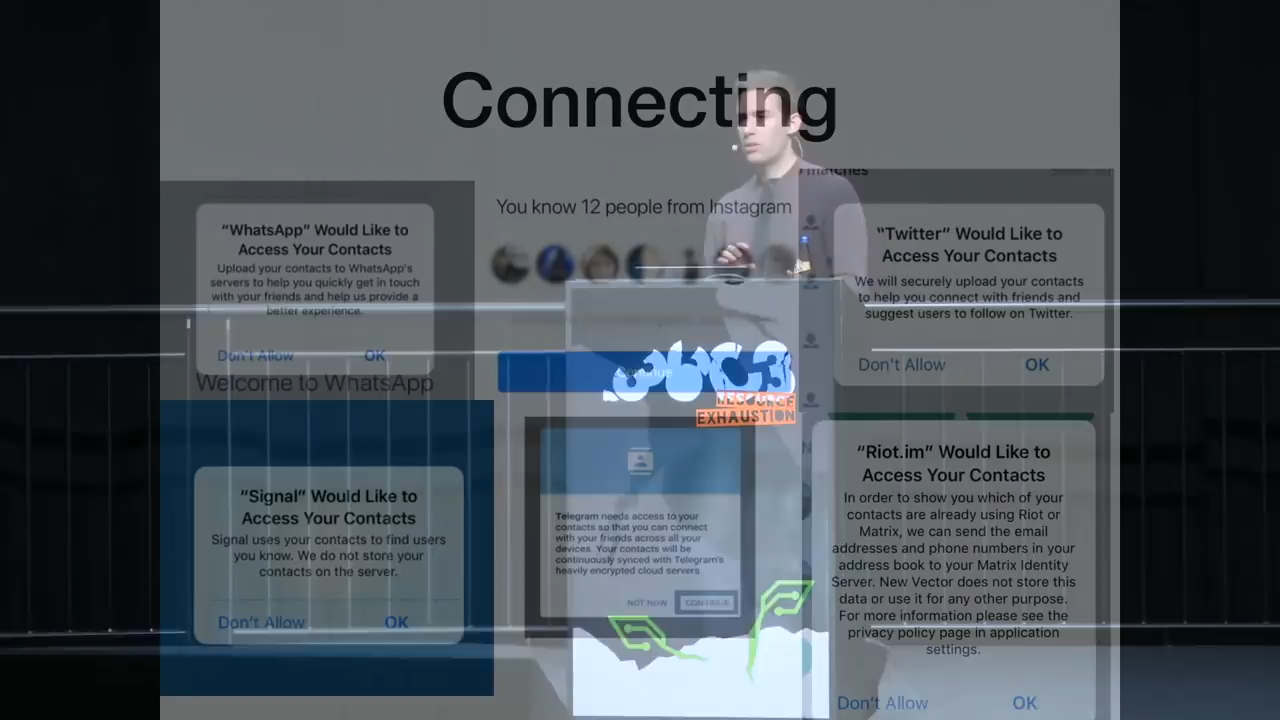 Connecting
matches
“WhatsApp” Would Like to
Access Your Contacts
Upload your contacts to WhatsApp's
servers to help you quickly get in touch
with your friends and help us provide a
better experience.
Don't Allow
OK
Welcome to WhatsApp
You know 12 people from Instagram
Continue
“Twitter” Would Like to
Access Your Contacts
We will securely upload your contacts
to help you connect with friends and
suggest users to follow on Twitter.
Don't Allow
OK
36C3
RESOURCE
EXHAUSTION
“Signal” Would Like to
Access Your Contacts
Signal uses your contacts to find users
you know. We do not store your
contacts on the server.
Don't Allow
OK
Telegram needs access to your
contacts so that you can connect
with your friends across all your
devices. Your contacts will be
continuously synced with Telegram's
heavily encrypted cloud servers.
NOT NOW
CONTINUE
“Riot.im” Would Like to
Access Your Contacts
In order to show you which of your
contacts are already using Riot or
Matrix, we can send the email
addresses and phone numbers in your
address book to your Matrix Identity
Server. New Vector does not store this
data or use it for any other purpose.
For more information please see the
privacy policy page in application
settings.
Don't Allow
OK